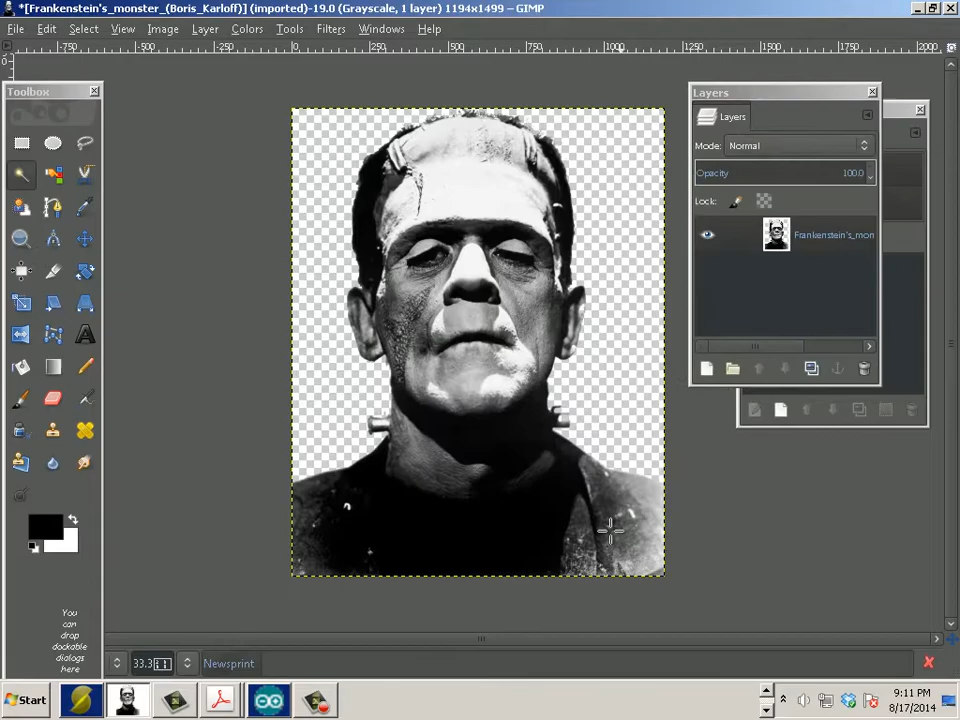 *[Frankenstein's_monster_(Boris_Karloff)] (imported)-19.0 (Grayscale, 1 layer) 1194x1499 – GIMP
File Edit Select View Image Layer Colors Tools Filters Windows Help
-750 -500 -250 0 250 500 750 1000 1250 1500 1750 2000
Toolbox
Layers
Layers
Mode: Normal
Opacity 100.0
Lock:
Frankenstein's_mon
You
can
drop
dockable
dialogs
here
33.3
Newsprint
Start
9:11 PM
8/17/2014